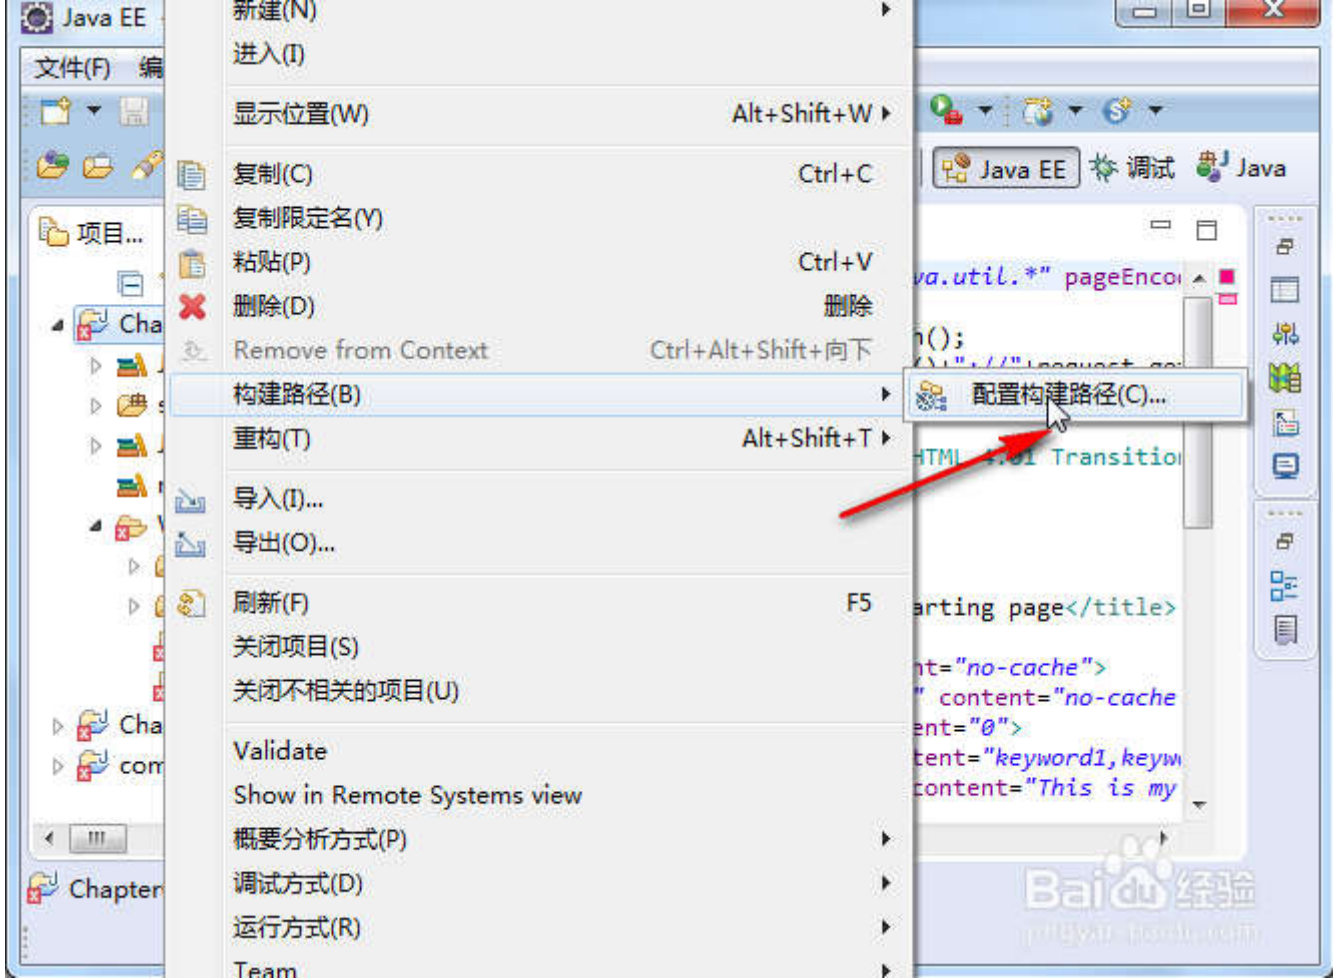 Java EE
文件(F)
项目...
Cha
Cha
com
Chapter
新建(N)
进入(I)
显示位置(W) Alt+Shift+W
复制(C) Ctrl+C
复制限定名(Y)
粘贴(P) Ctrl+V
删除(D) 删除
Remove from Context Ctrl+Alt+Shift+向下
构建路径(B)
配置构建路径(C)...
重构(T) Alt+Shift+T
导入(I)...
导出(O)...
刷新(F) F5
关闭项目(S)
关闭不相关的项目(U)
Validate
Show in Remote Systems view
概要分析方式(P)
调试方式(D)
运行方式(R)
Team
Java EE 调试 Java
va.util.*" pageEnco
();
HTML 4.01 Transition
arting page</title>
nt="no-cache">
" content="no-cache
ent="0">
tent="keyword1,keyw
content="This is my
Baidu 经验